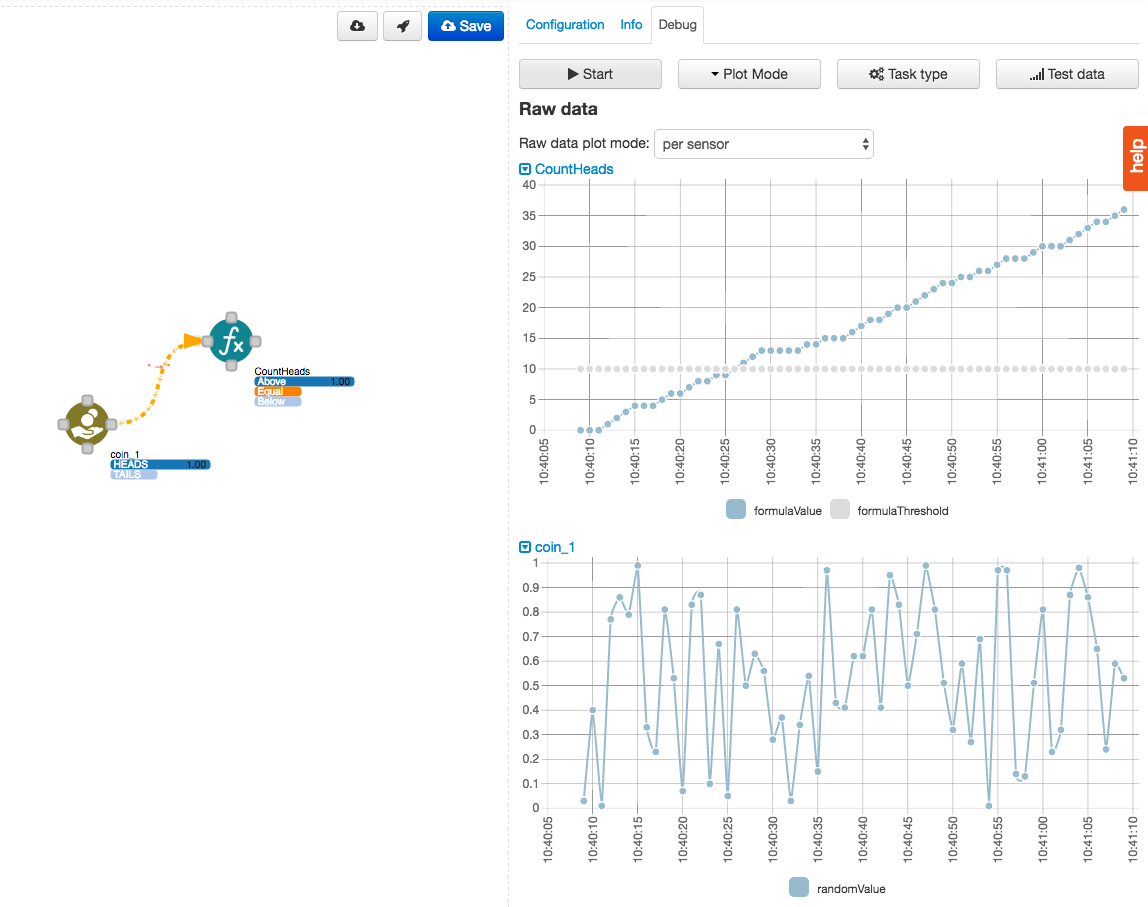 Save
Configuration Info Debug
Start Plot Mode Task type Test data
Raw data
Raw data plot mode: per sensor
help
CountHeads
40
35
30
25
20
15
10
5
0
10:40:05 10:40:10 10:40:15 10:40:20 10:40:25 10:40:30 10:40:35 10:40:40 10:40:45 10:40:50 10:40:55 10:41:00 10:41:05 10:41:10
formulaValue formulaThreshold
fx
CountHeads
Above 1.00
Equal
Below
coin_1
HEADS 1.00
TAILS
coin_1
1
0.9
0.8
0.7
0.6
0.5
0.4
0.3
0.2
0.1
0
10:40:05 10:40:10 10:40:15 10:40:20 10:40:25 10:40:30 10:40:35 10:40:40 10:40:45 10:40:50 10:40:55 10:41:00 10:41:05 10:41:10
randomValue